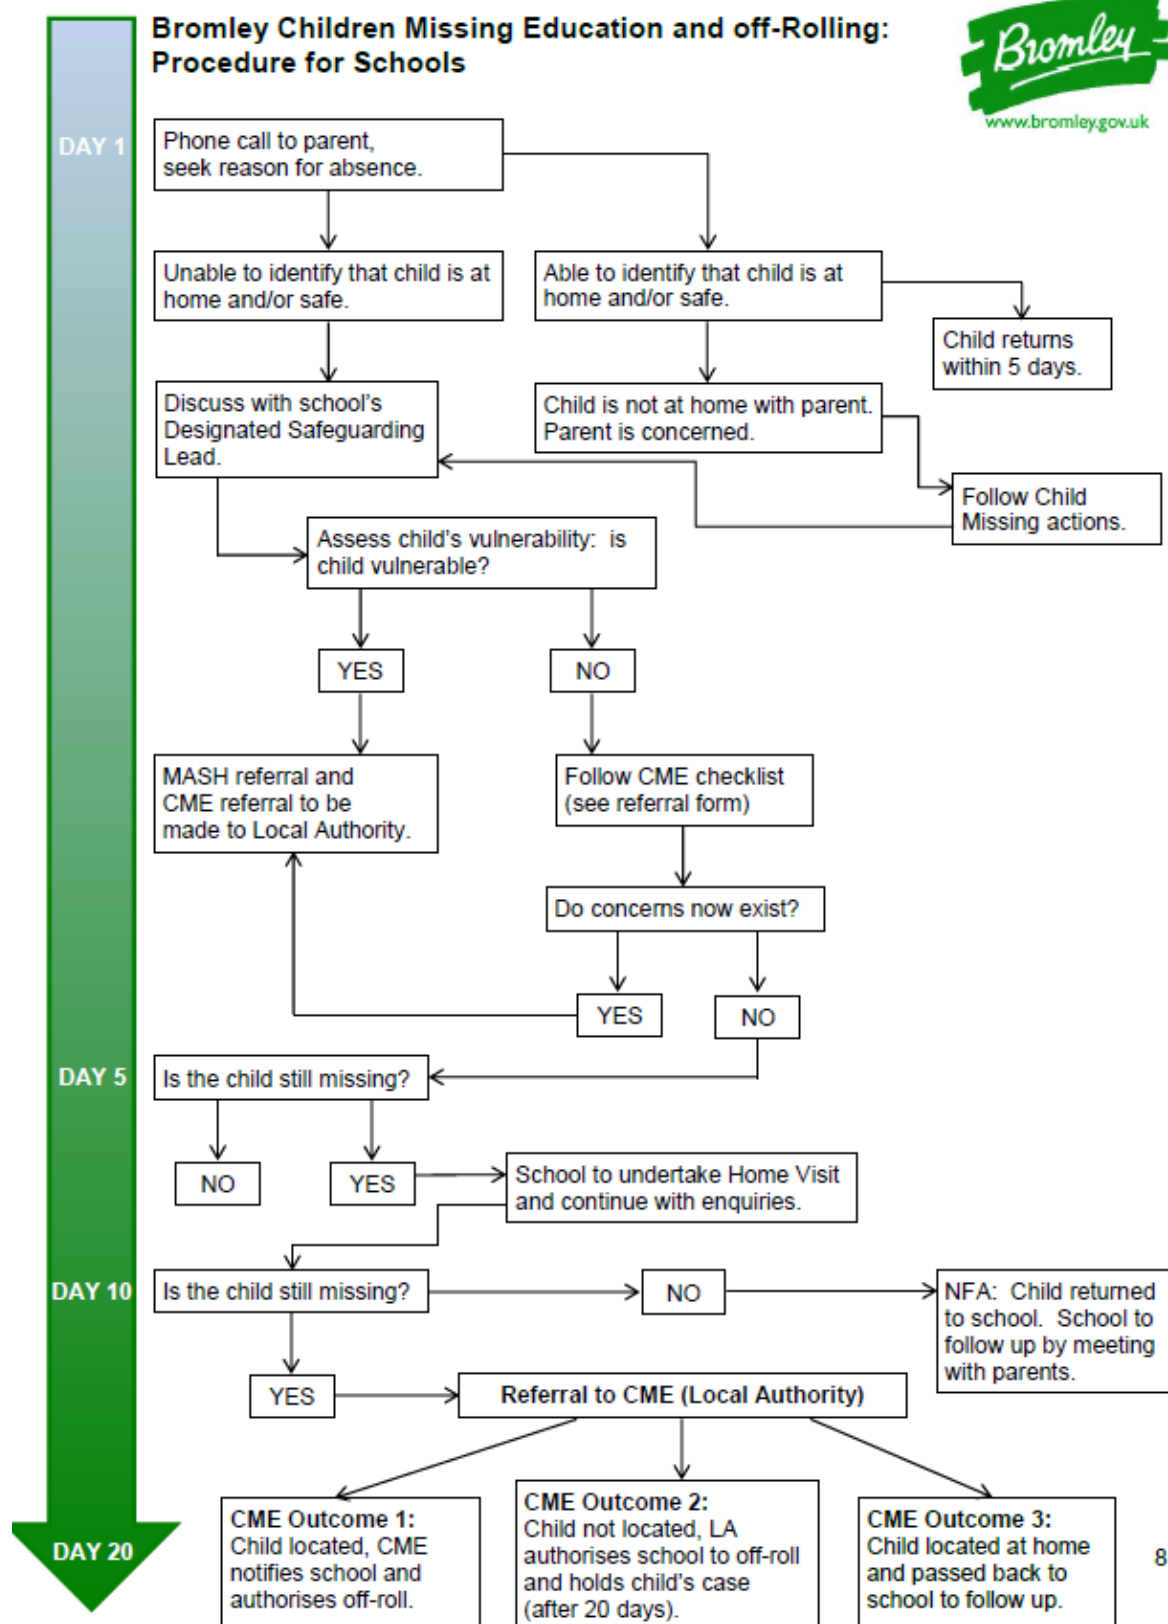 Bromley Children Missing Education and off-Rolling:
Procedure for Schools
Bromley
www.bromley.gov.uk
DAY 1
Phone call to parent,
seek reason for absence.
Unable to identify that child is at
home and/or safe.
Able to identify that child is at
home and/or safe.
Child returns
within 5 days.
Discuss with school's
Designated Safeguarding
Lead.
Child is not at home with parent.
Parent is concerned.
Follow Child
Missing actions.
Assess child's vulnerability:  is
child vulnerable?
YES
NO
MASH referral and
CME referral to be
made to Local Authority.
Follow CME checklist
(see referral form)
Do concerns now exist?
YES
NO
DAY 5
Is the child still missing?
NO
YES
School to undertake Home Visit
and continue with enquiries.
DAY 10
Is the child still missing?
NO
NFA:  Child returned
to school.  School to
follow up by meeting
with parents.
YES
Referral to CME (Local Authority)
DAY 20
CME Outcome 1:
Child located, CME
notifies school and
authorises off-roll.
CME Outcome 2:
Child not located, LA
authorises school to off-roll
and holds child's case
(after 20 days).
CME Outcome 3:
Child located at home
and passed back to
school to follow up.
8